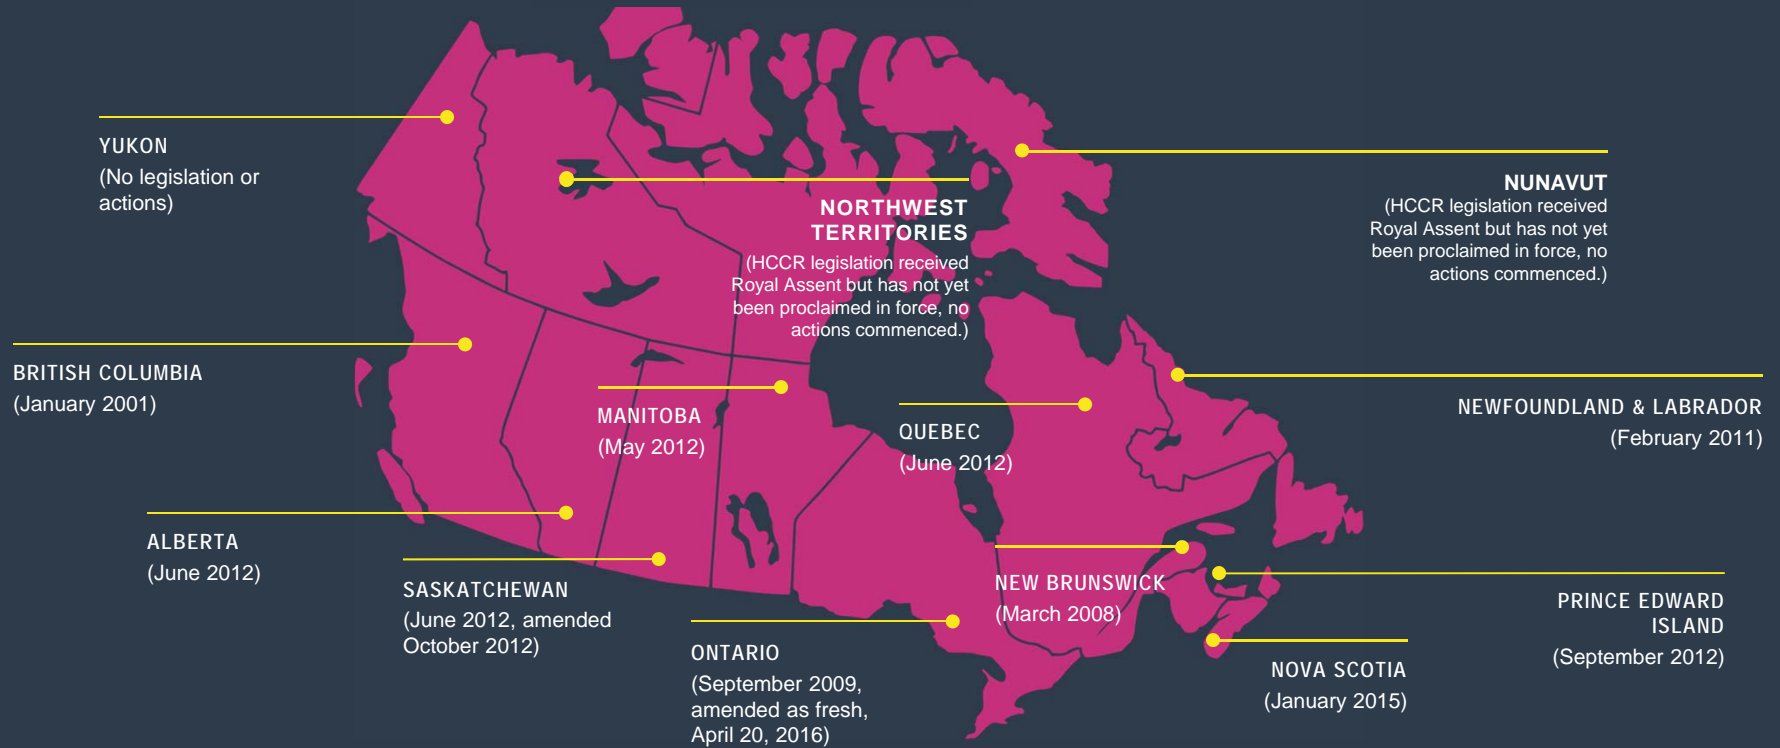 YUKON
(No legislation or
actions)
NORTHWEST
TERRITORIES
(HCCR legislation received
Royal Assent but has not yet
been proclaimed in force, no
actions commenced.)
NUNAVUT
(HCCR legislation received
Royal Assent but has not yet
been proclaimed in force, no
actions commenced.)
BRITISH COLUMBIA
(January 2001)
MANITOBA
(May 2012)
QUEBEC
(June 2012)
NEWFOUNDLAND & LABRADOR
(February 2011)
ALBERTA
(June 2012)
SASKATCHEWAN
(June 2012, amended
October 2012)
ONTARIO
(September 2009,
amended as fresh,
April 20, 2016)
NEW BRUNSWICK
(March 2008)
PRINCE EDWARD
ISLAND
(September 2012)
NOVA SCOTIA
(January 2015)